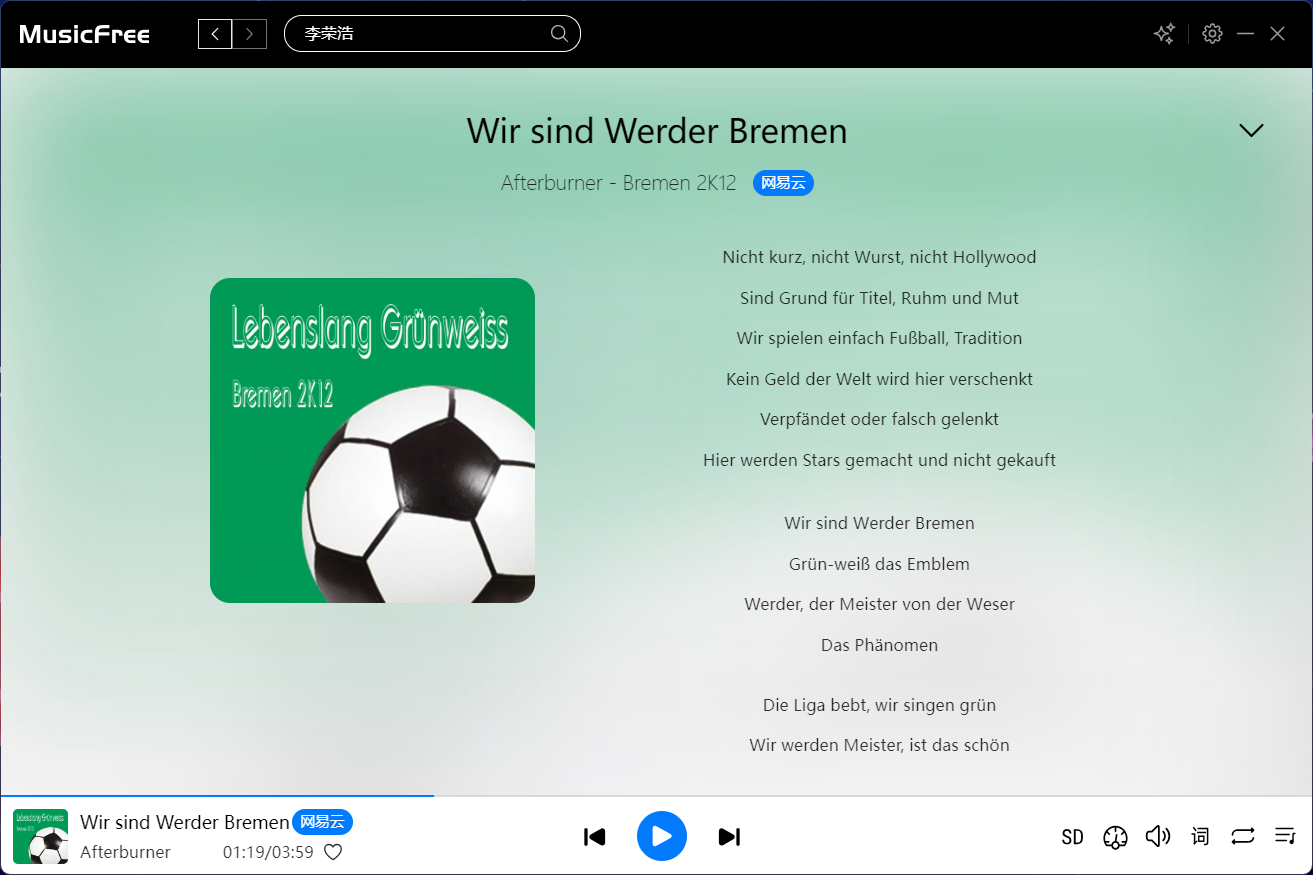 MusicFree
李荣浩
Wir sind Werder Bremen
Afterburner - Bremen 2K12 网易云
Lebenslang Grünweiss
Bremen 2K12
Nicht kurz, nicht Wurst, nicht Hollywood
Sind Grund für Titel, Ruhm und Mut
Wir spielen einfach Fußball, Tradition
Kein Geld der Welt wird hier verschenkt
Verpfändet oder falsch gelenkt
Hier werden Stars gemacht und nicht gekauft
Wir sind Werder Bremen
Grün-weiß das Emblem
Werder, der Meister von der Weser
Das Phänomen
Die Liga bebt, wir singen grün
Wir werden Meister, ist das schön
Lebenslang Grünweiss
Bremen 2K12
Wir sind Werder Bremen 网易云
Afterburner 01:19/03:59
SD 词